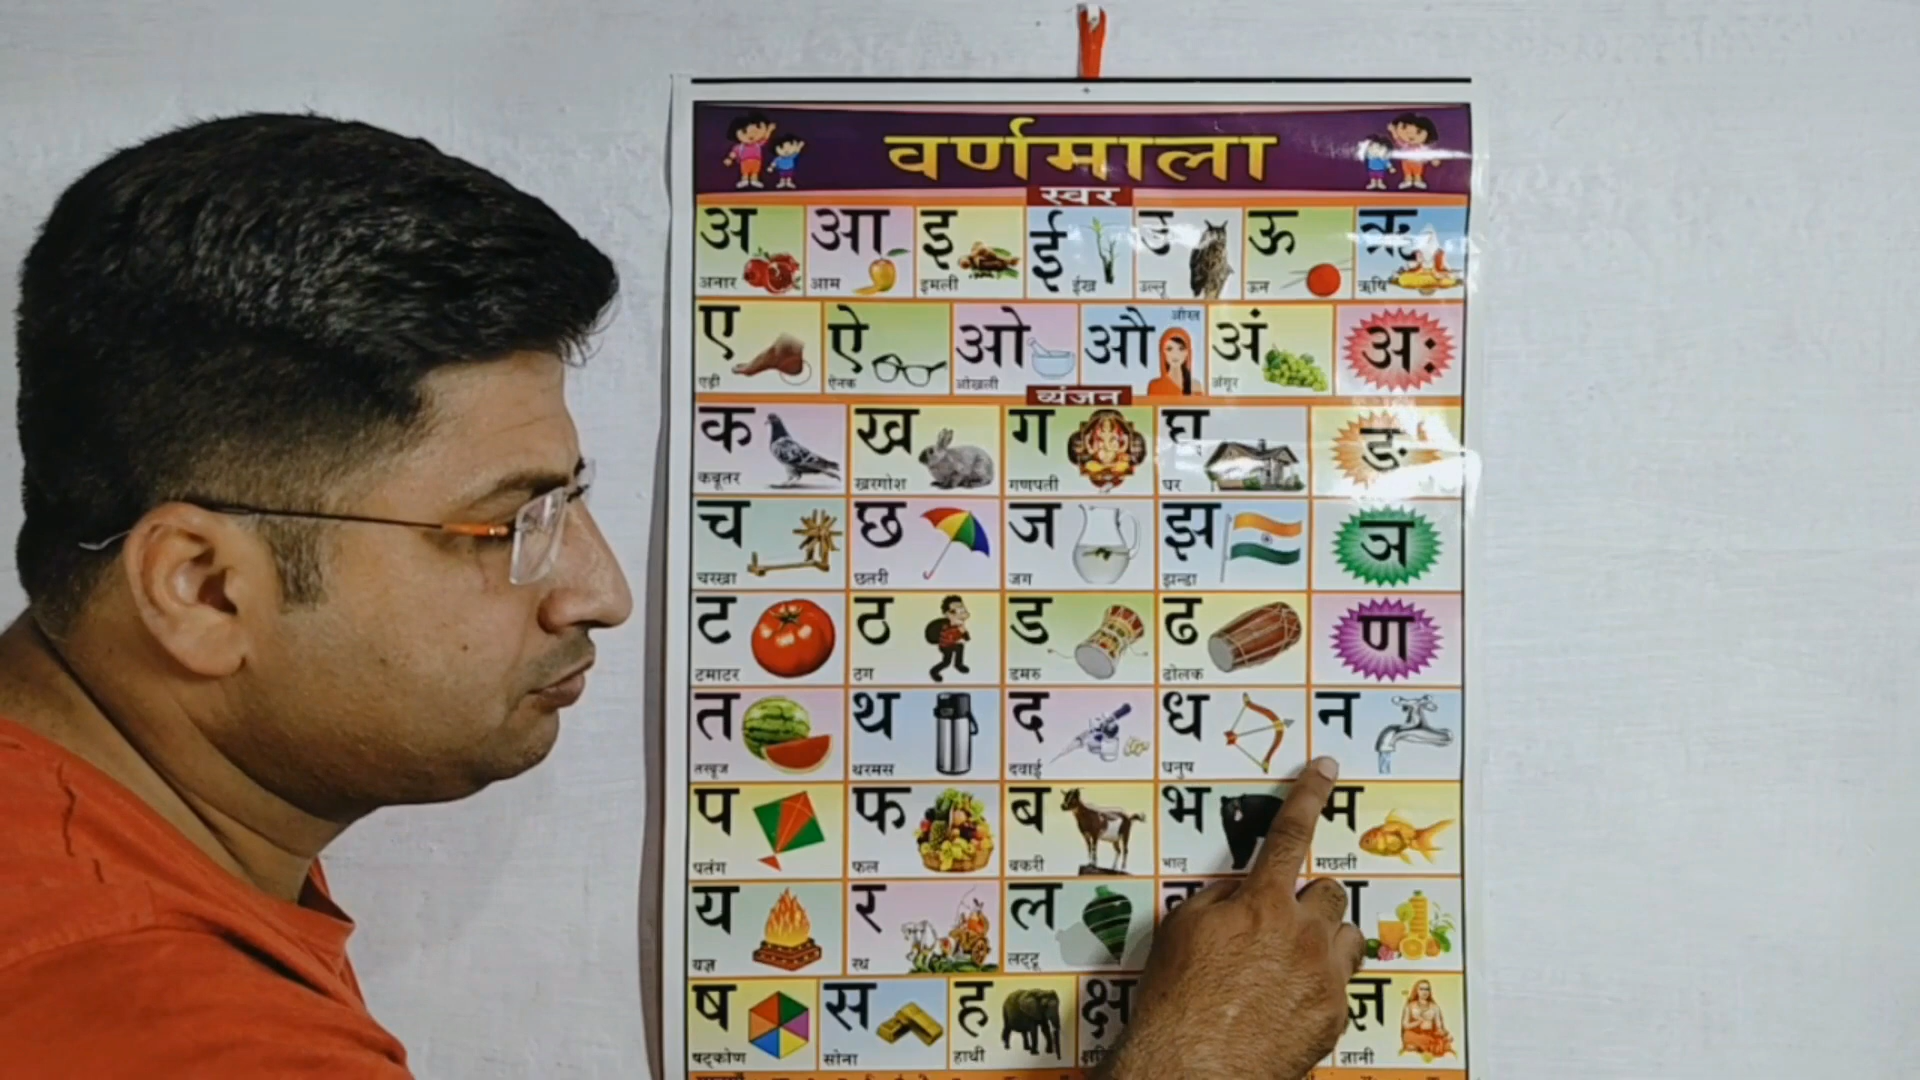 वर्णमाला
स्वर
अ आ इ ई उ ऊ ऋ
अनार आम इमली ईख उल्लू ऊन ऋषि
ए ऐ ओ औ औरत अं अः
एड़ी ऐनक ओखली अंगूर
व्यंजन
क ख ग घ ङ
कबूतर खरगोश गणपती घर
च छ ज झ ञ
चरखा छतरी जग झन्डा
ट ठ ड ढ ण
टमाटर ठग डमरु ढोलक
त थ द ध न
तरबूज थरमस दवाई धनुष
प फ ब भ म
पतंग फल बकरी भालू मछली
य र ल
यज्ञ रथ लट्टू
ष स ह क्ष ज्ञ
षट्कोण सोना हाथी ज्ञानी